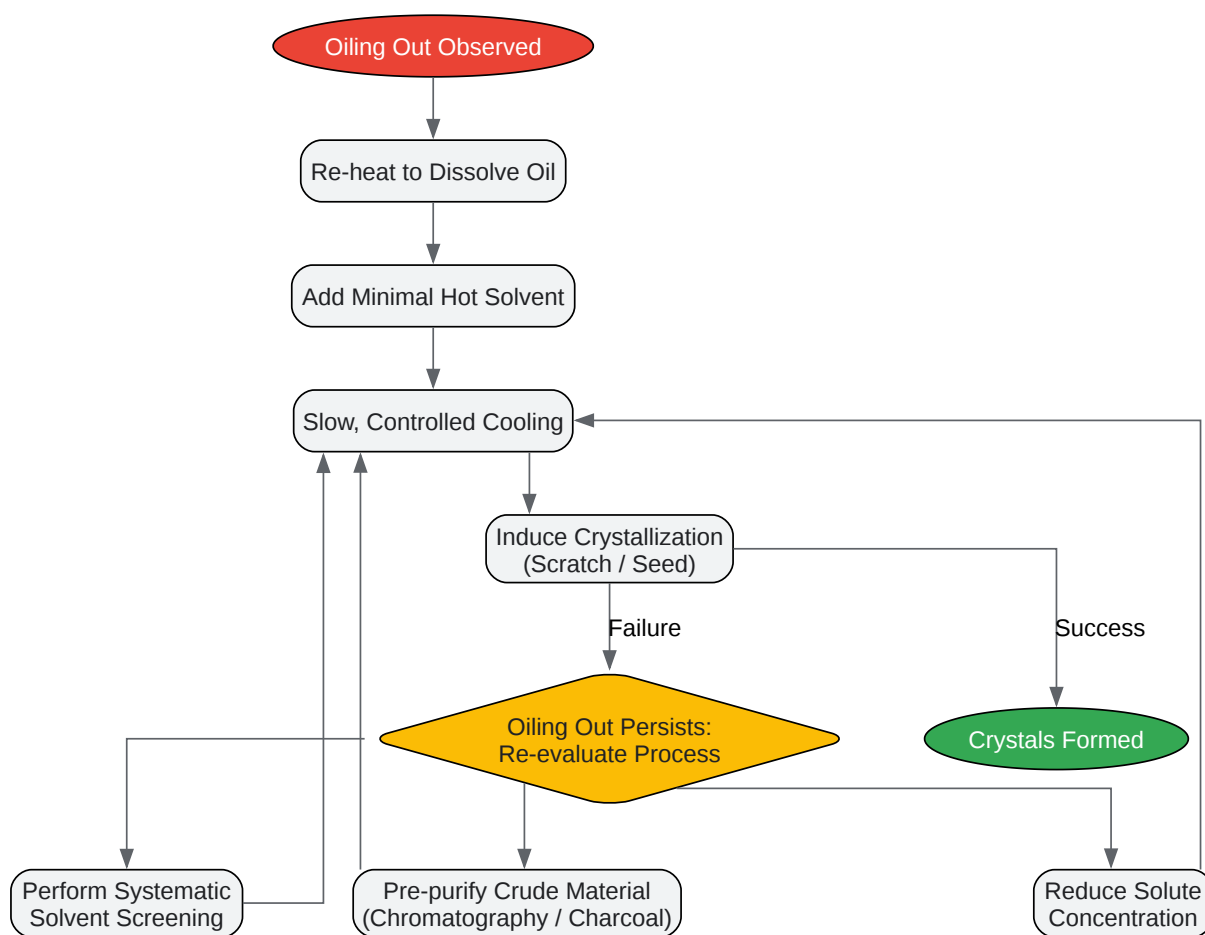 Oiling Out Observed
Re-heat to Dissolve Oil
Add Minimal Hot Solvent
Slow, Controlled Cooling
Induce Crystallization
(Scratch / Seed)
Failure
Success
Oiling Out Persists:
Re-evaluate Process
Crystals Formed
Perform Systematic
Solvent Screening
Pre-purify Crude Material
(Chromatography / Charcoal)
Reduce Solute
Concentration